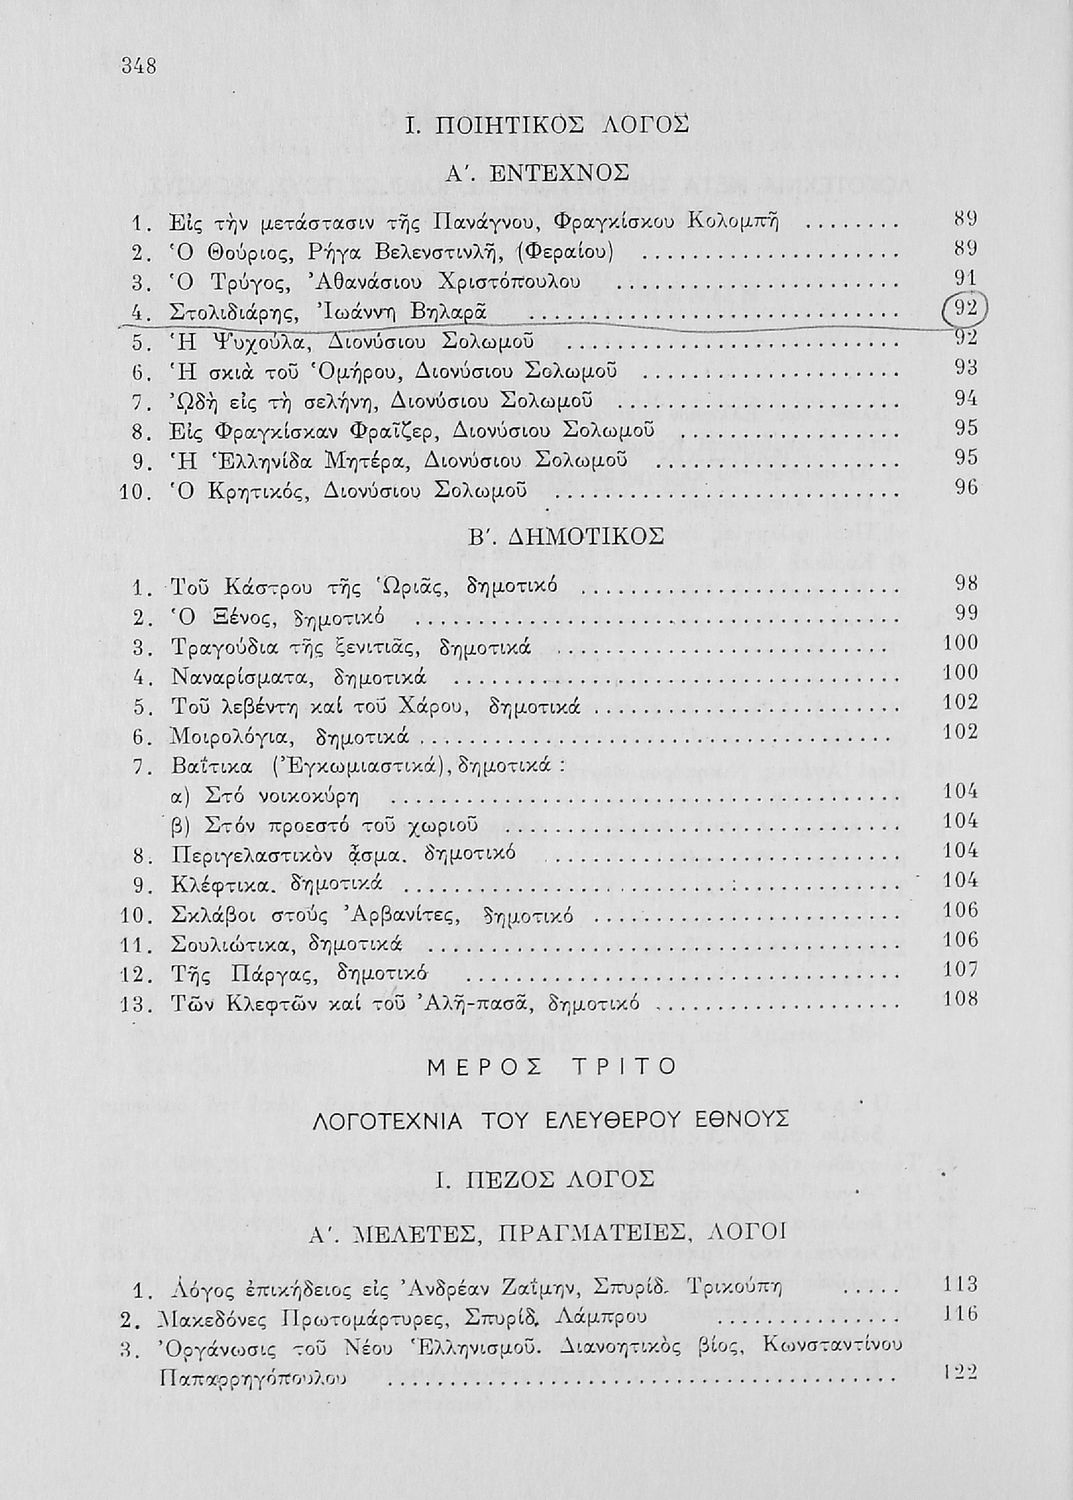 348
I. ΠΟΙΗΤΙΚΟΣ ΛΟΓΟΣ
Α'. ΕΝΤΕΧΝΟΣ
1. Εἰς τὴν μετάστασιν τῆς Πανάγνου, Φραγκίσκου Κολομπῆ ........ 89
2. Ὁ Θούριος, Ρήγα Βελενστινλῆ, (Φεραίου) .................... 89
3. Ὁ Τρύγος, Ἀθανάσιου Χριστόπουλου ...................... 91
4. Στολιδιάρης, Ἰωάννη Βηλαρᾶ .............................. 92
5. Ἡ Ψυχούλα, Διονύσιου Σολωμοῦ .......................... 92
6. Ἡ σκιὰ τοῦ Ὁμήρου, Διονύσιου Σολωμοῦ .................... 93
7. Ὠδὴ εἰς τὴ σελήνη, Διονύσιου Σολωμοῦ ...................... 94
8. Εἰς Φραγκίσκαν Φραῖζερ, Διονύσιου Σολωμοῦ ................. 95
9. Ἡ Ἑλληνίδα Μητέρα, Διονύσιου Σολωμοῦ ................... 95
10. Ὁ Κρητικός, Διονύσιου Σολωμοῦ ........................... 96
Β'. ΔΗΜΟΤΙΚΟΣ
1. Τοῦ Κάστρου τῆς Ὡριᾶς, δημοτικό ......................... 98
2. Ὁ Ξένος, δημοτικό ...................................... 99
3. Τραγούδια τῆς ξενιτιᾶς, δημοτικά .......................... 100
4. Ναναρίσματα, δημοτικά ................................... 100
5. Τοῦ λεβέντη καί τοῦ Χάρου, δημοτικά ........................ 102
6. Μοιρολόγια, δημοτικά ..................................... 102
7. Βαΐτικα (Ἐγκωμιαστικά), δημοτικά :
α) Στό νοικοκύρη ........................................ 104
β) Στόν προεστό τοῦ χωριοῦ ............................... 104
8. Περιγελαστικὸν ᾆσμα. δημοτικό ............................ 104
9. Κλέφτικα. δημοτικά ....................................... 104
10. Σκλάβοι στούς Ἀρβανίτες, δημοτικό ........................ 106
11. Σουλιώτικα, δημοτικά ..................................... 106
12. Τῆς Πάργας, δημοτικό .................................. 107
13. Τῶν Κλεφτῶν καί τοῦ Ἀλῆ-πασᾶ, δημοτικό ................... 108
ΜΕΡΟΣ ΤΡΙΤΟ
ΛΟΓΟΤΕΧΝΙΑ ΤΟΥ ΕΛΕΥΘΕΡΟΥ ΕΘΝΟΥΣ
Ι. ΠΕΖΟΣ ΛΟΓΟΣ
Α'. ΜΕΛΕΤΕΣ, ΠΡΑΓΜΑΤΕΙΕΣ, ΛΟΓΟΙ
1. Λόγος ἐπικήδειος εἰς Ἀνδρέαν Ζαΐμην, Σπυρίδ. Τρικούπη ..... 113
2. Μακεδόνες Πρωτομάρτυρες, Σπυρίδ. Λάμπρου ............... 116
3. Ὀργάνωσις τοῦ Νέου Ἑλληνισμοῦ. Διανοητικὸς βίος, Κωνσταντίνου
Παπαρρηγόπουλου ........................................ 122